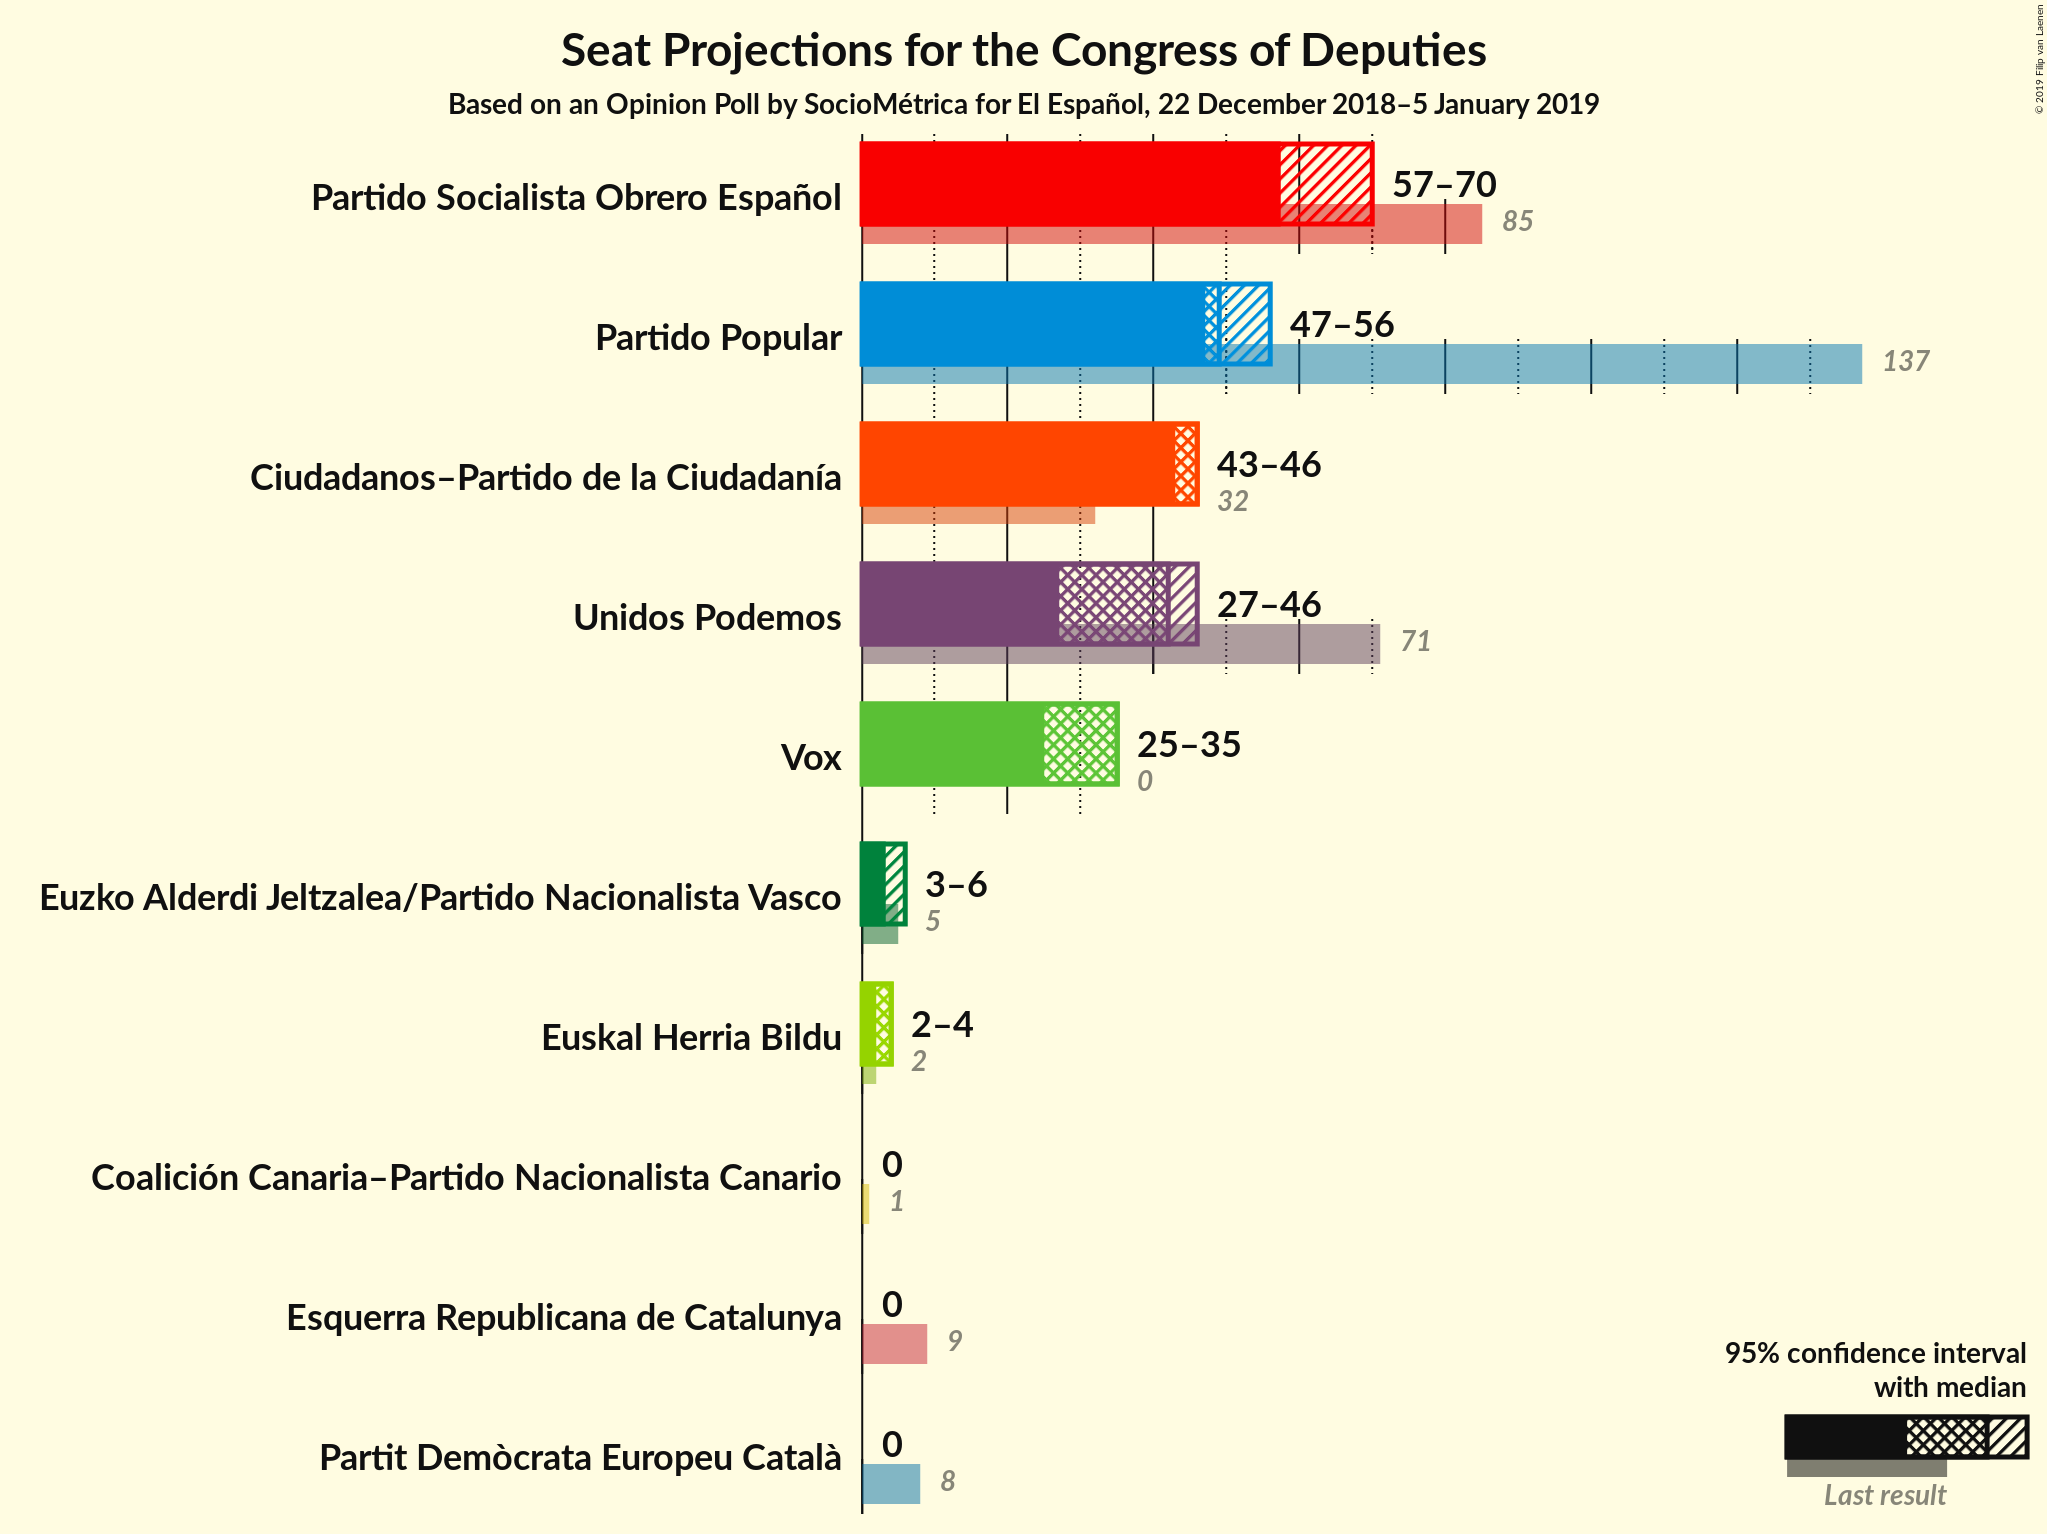 Seat Projections for the Congress of Deputies
Based on an Opinion Poll by SocioMétrica for El Español, 22 December 2018–5 January 2019
© 2019 Filip van Laenen
Partido Socialista Obrero Español
57–70
85
Partido Popular
47–56
137
Ciudadanos–Partido de la Ciudadanía
43–46
32
Unidos Podemos
27–46
71
Vox
25–35
0
Euzko Alderdi Jeltzalea/Partido Nacionalista Vasco
3–6
5
Euskal Herria Bildu
2–4
2
Coalición Canaria–Partido Nacionalista Canario
0
1
Esquerra Republicana de Catalunya
0
9
Partit Demòcrata Europeu Català
0
8
95% confidence interval
with median
Last result